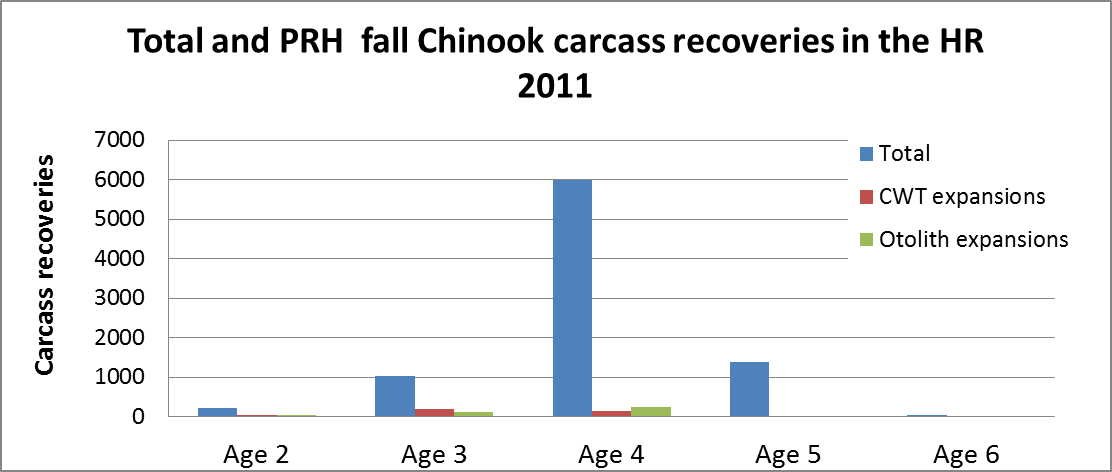 Total and PRH fall Chinook carcass recoveries in the HR
2011
Carcass recoveries
7000
6000
5000
4000
3000
2000
1000
0
Total
CWT expansions
Otolith expansions
Age 2 Age 3 Age 4 Age 5 Age 6